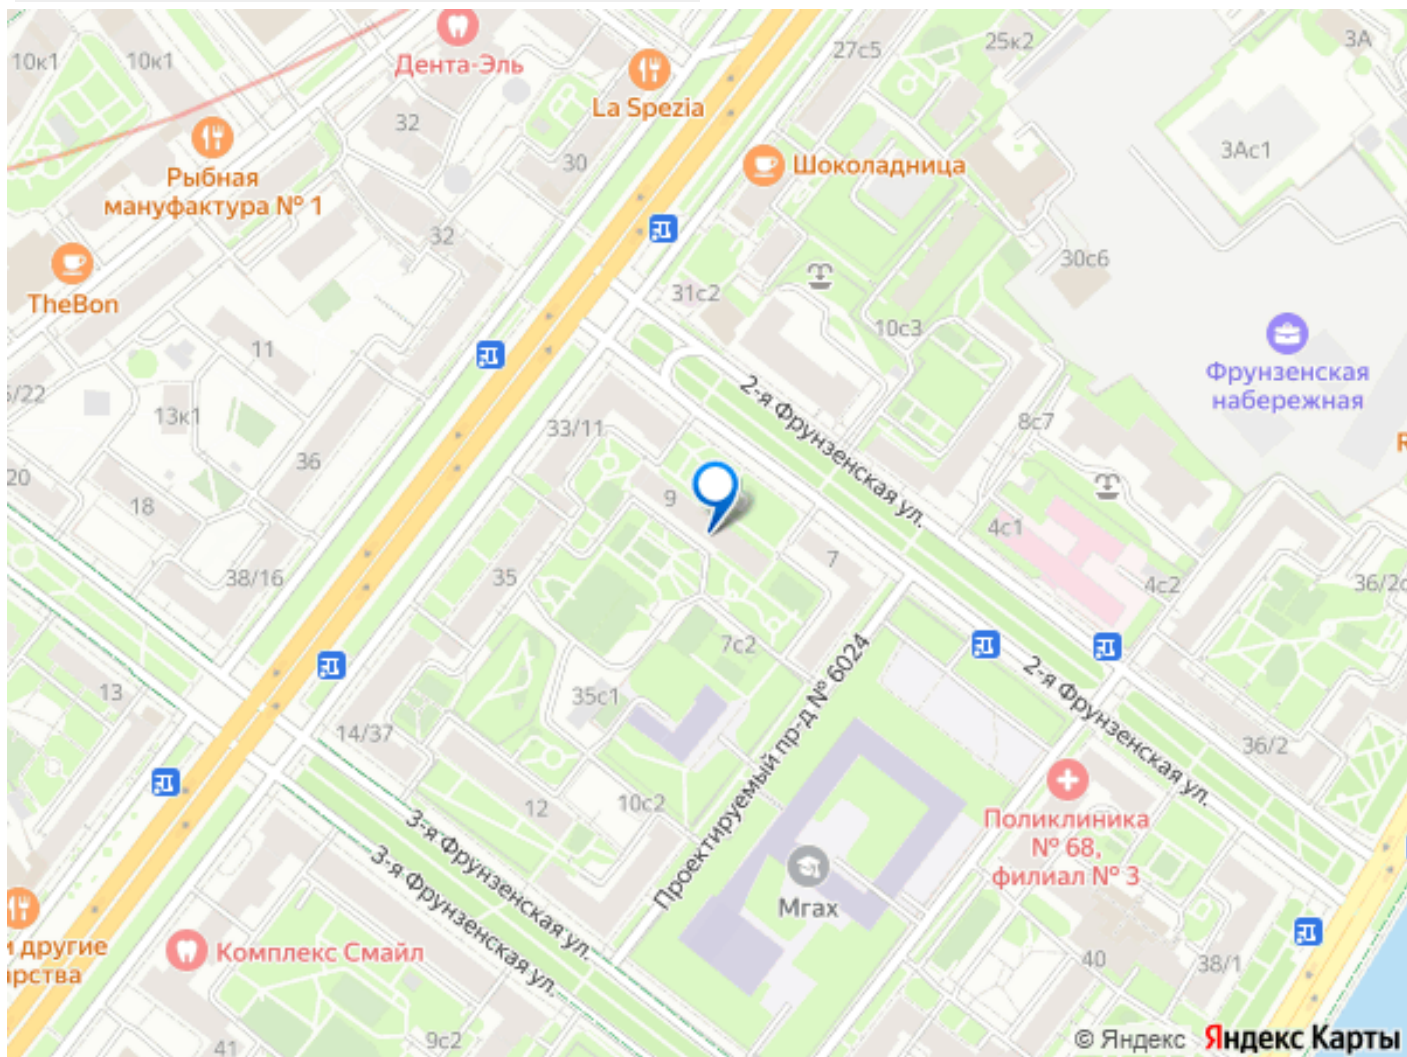 10к1
10к1
Дента-Эль
27с5
25к2
3А
La Spezia
32
30
3Ас1
Шоколадница
Рыбная
мануфактура № 1
32
30с6
TheBon
31с2
10с3
11
Фрунзенская
набережная
2-я Фрунзенская ул.
13к1
8с7
33/11
36
20
18
9
4с1
7
4с2
36/2с
38/16
35
7с2
2-я Фрунзенская ул.
13
35с1
Проектируемый пр-д № 6024
14/37
36/2
12
10с2
Поликлиника
№ 68,
филиал № 3
3-я Фрунзенская ул.
3-я Фрунзенская ул.
Мгах
и другие
Комплекс Смайл
40
38/1
41
9с2
© Яндекс Яндекс Карты